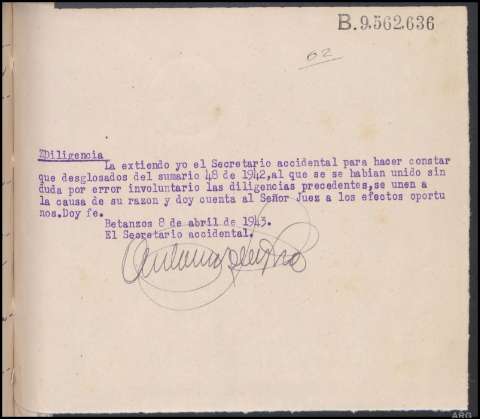 B.9.562.636
62
Diligencia
La extiendo yo el Secretario accidental para hacer constar
que desglosados del sumario 48 de 1942,al que se se habian unido sin
duda por error involuntario las diligencias precedentes,se unen a
la causa de su razon y doy cuenta al Señor Juez a los efectos oportu
nos.Doy fe.
Betanzos 8 de abril de 1943.
El Secretario accidental.